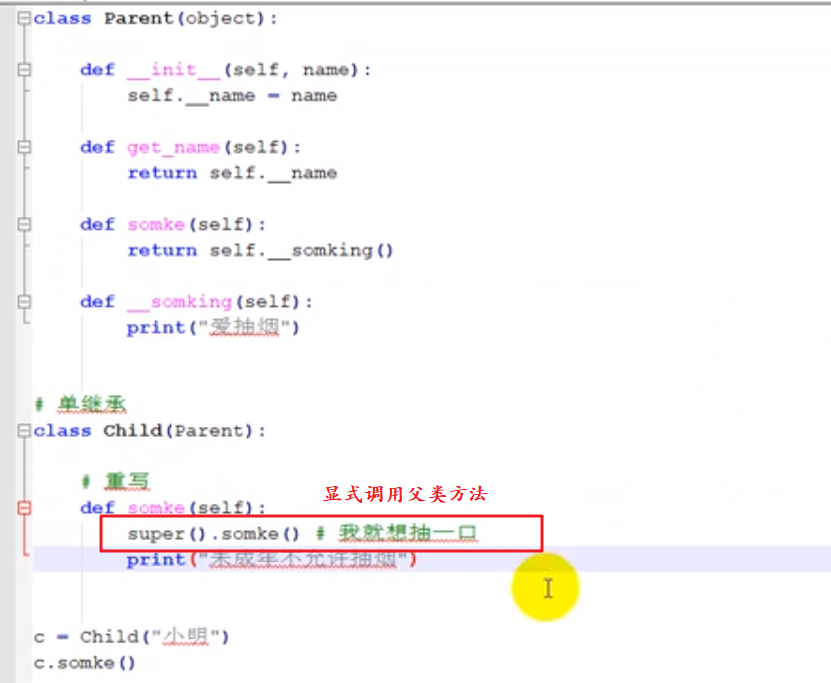 class Parent(object):
def __init__(self, name):
self.__name = name
def get_name(self):
return self.__name
def somke(self):
return self.__somking()
def __somking(self):
print("爱抽烟")
# 单继承
class Child(Parent):
# 重写
显式调用父类方法
def somke(self):
super().somke() # 我就想抽一口
print("未成年不允许抽烟")
c = Child("小明")
c.somke()